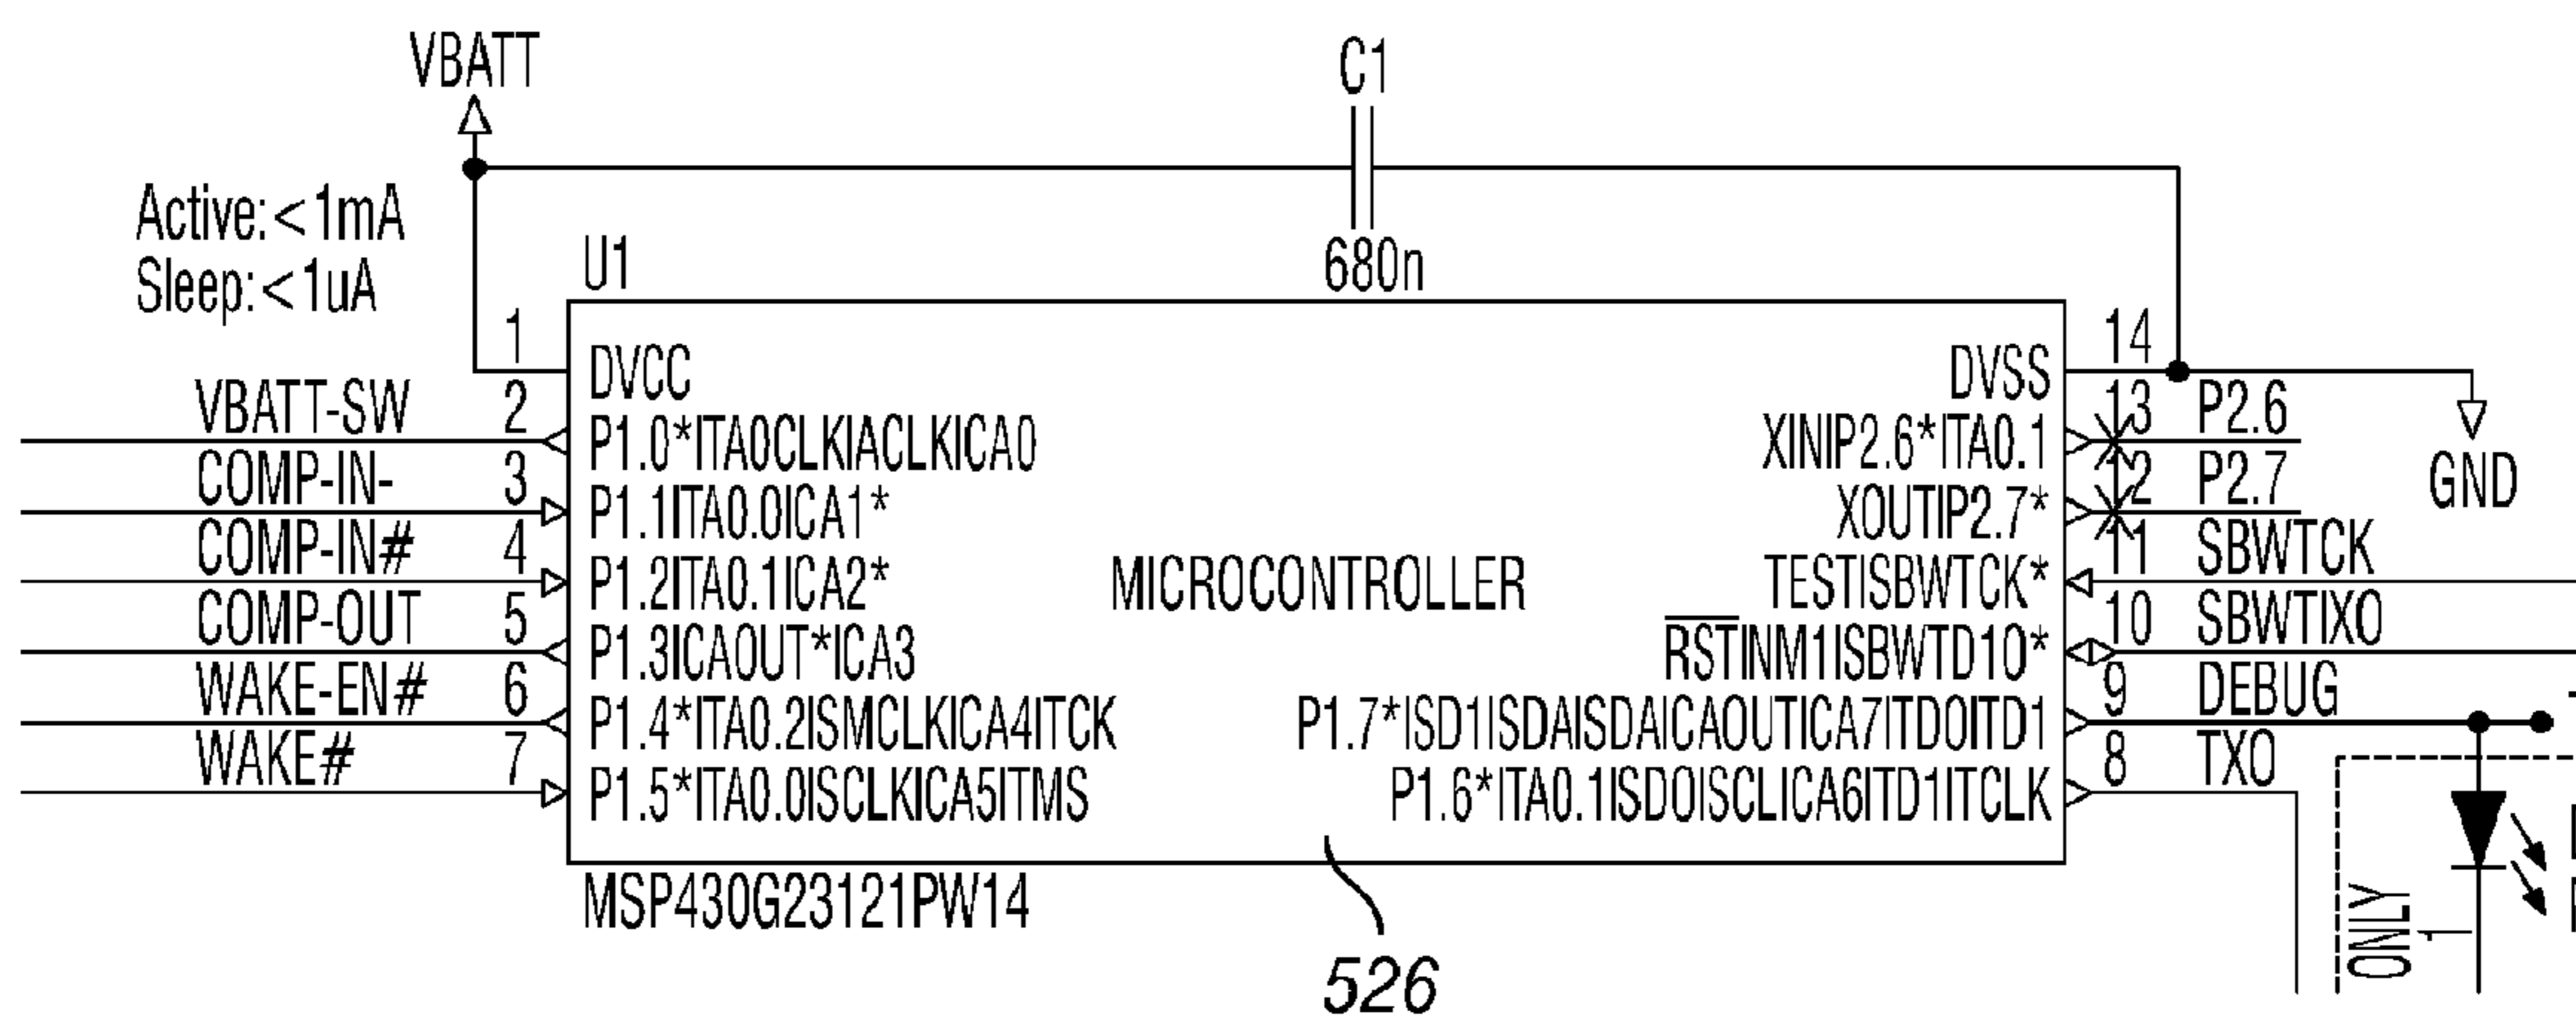 VBATT
C1
680n
Active:<1mA
Sleep:<1uA
U1
1 DVCC
VBATT-SW 2 P1.0*ITA0CLKIACLKICA0
COMP-IN- 3 P1.1ITA0.0ICA1*
COMP-IN# 4 P1.2ITA0.1ICA2*
COMP-OUT 5 P1.3ICAOUT*ICA3
WAKE-EN# 6 P1.4*ITA0.2ISMCLKICA4ITCK
WAKE# 7 P1.5*ITA0.0ISCLKICA5ITMS
MICROCONTROLLER
DVSS 14
XINIP2.6*ITA0.1 13 P2.6
XOUTIP2.7* 12 P2.7
TESTISBWTCK* 11 SBWTCK
RSTINM1ISBWTD10* 10 SBWTIXO
P1.7*ISD1ISDAISDAICAOUTICA7ITDOITD1 9 DEBUG
P1.6*ITA0.1ISDOISCLICA6ITD1ITCLK 8 TXO
GND
MSP430G23121PW14
526
ONLY
1